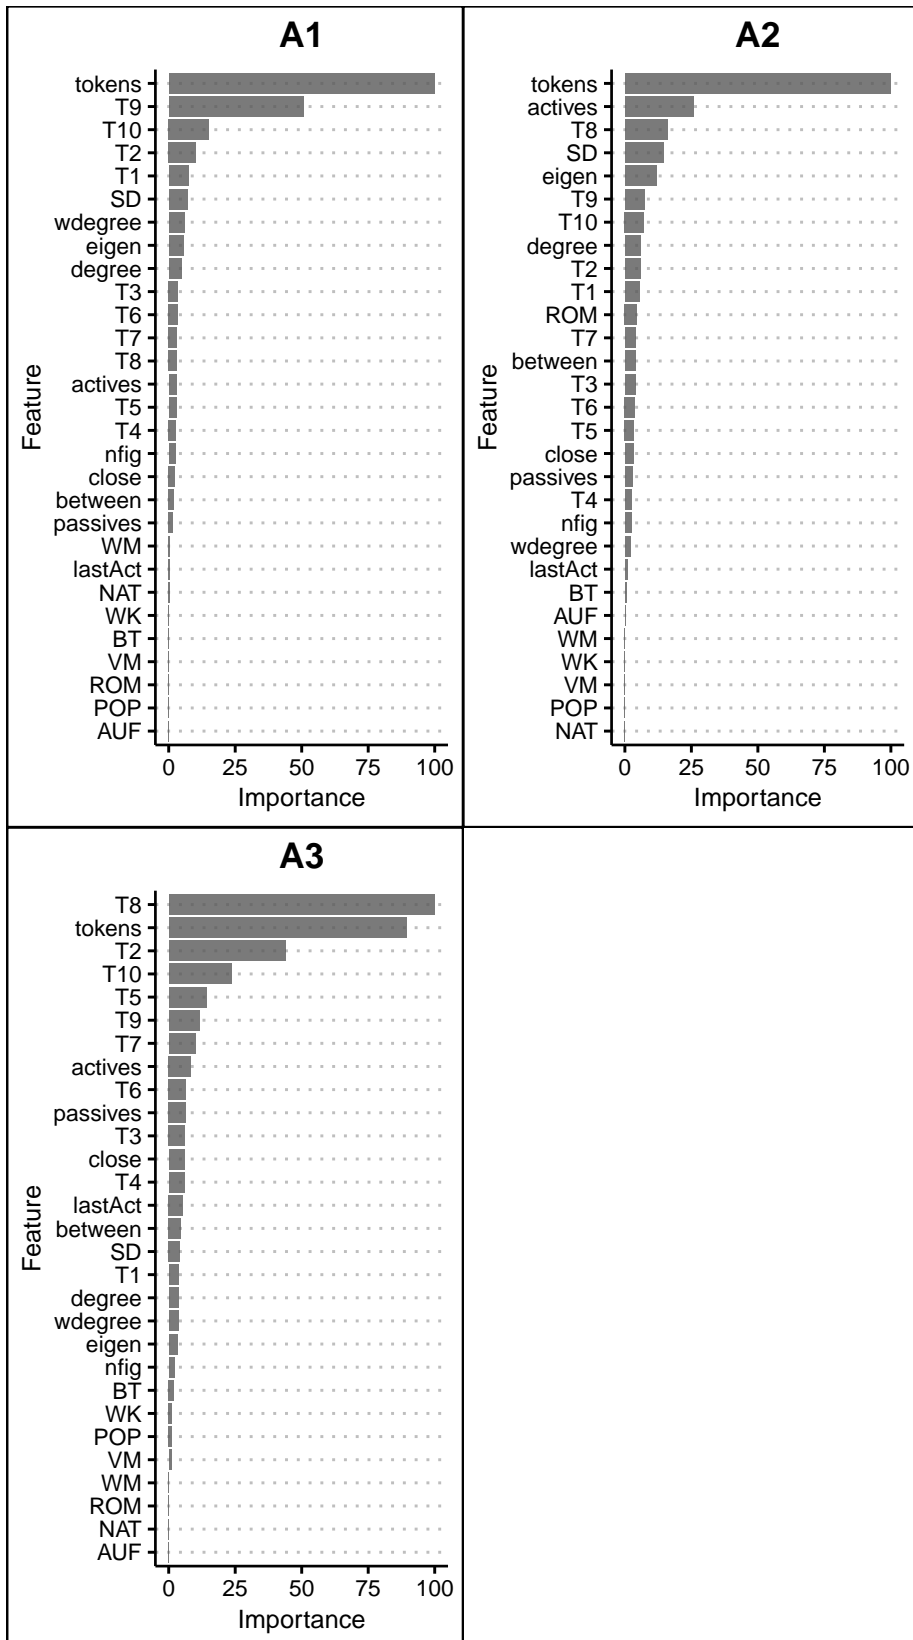 A1
Feature
tokens
T9
T10
T2
T1
SD
wdegree
eigen
degree
T3
T6
T7
T8
actives
T5
T4
nfig
close
between
passives
WM
lastAct
NAT
WK
BT
VM
ROM
POP
AUF
0 25 50 75 100
Importance
A2
Feature
tokens
actives
T8
SD
eigen
T9
T10
degree
T2
T1
ROM
T7
between
T3
T6
T5
close
passives
T4
nfig
wdegree
lastAct
BT
AUF
WM
WK
VM
POP
NAT
0 25 50 75 100
Importance
A3
Feature
T8
tokens
T2
T10
T5
T9
T7
actives
T6
passives
T3
close
T4
lastAct
between
SD
T1
degree
wdegree
eigen
nfig
BT
WK
POP
VM
WM
ROM
NAT
AUF
0 25 50 75 100
Importance